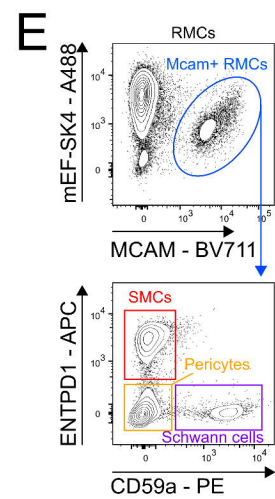 E
RMCs
Mcam+ RMCs
mEF-SK4 - A488
10⁴
10³
0
0 10³ 10⁴ 10⁵
MCAM - BV711
SMCs
ENTPD1 - APC
10⁴
10³
0
Pericytes
Schwann cells
0 10³ 10⁴
CD59a - PE